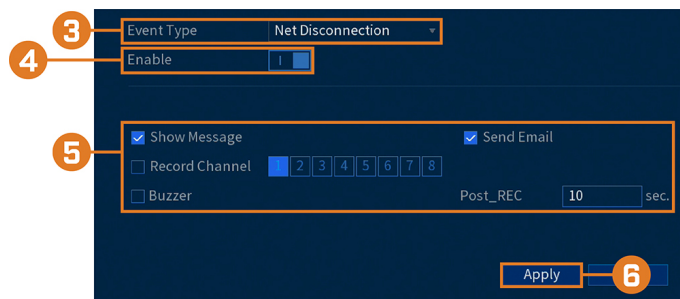 3 Event Type Net Disconnection
4 Enable
5 Show Message Send Email
Record Channel 1 2 3 4 5 6 7 8
Buzzer Post_REC 10 sec.
Apply 6